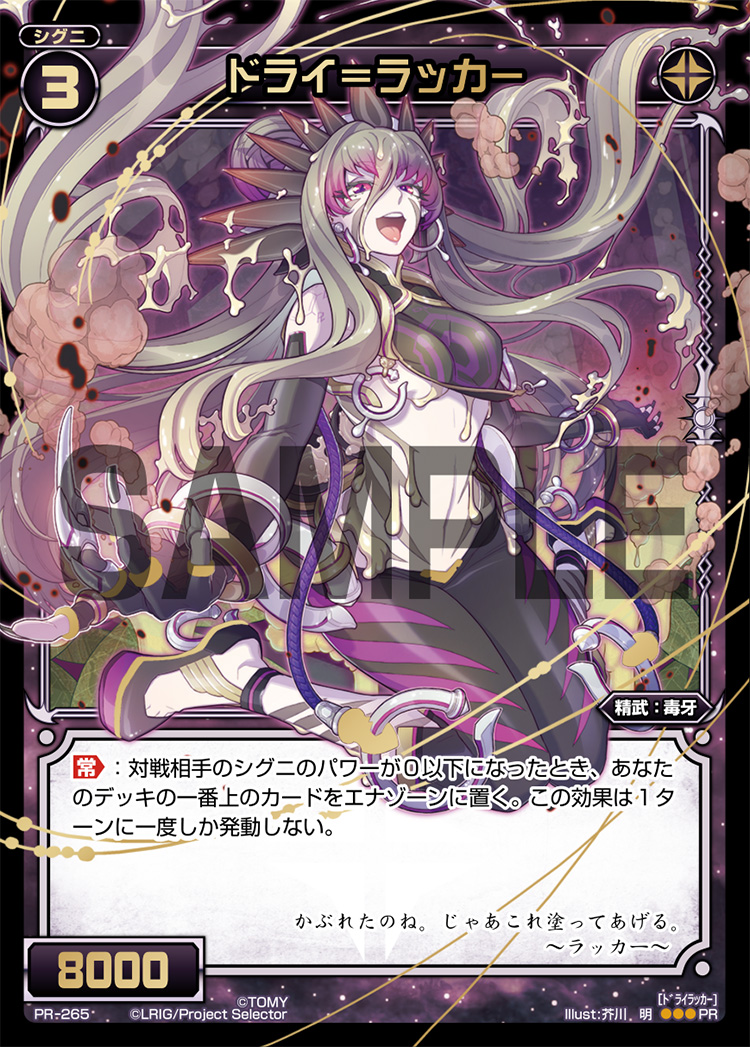 シグニ
3
ドライ=ラッカー
SAMPLE
精武:毒牙
常:対戦相手のシグニのパワーが0以下になったとき、あなた
のデッキの一番上のカードをエナゾーンに置く。この効果は1タ
ーンに一度しか発動しない。
かぶれたのね。じゃあこれ塗ってあげる。
~ラッカー~
8000
[ドライラッカー]
PR-265 ©TOMY
©LRIG/Project Selector
Illust:芥川 明 PR